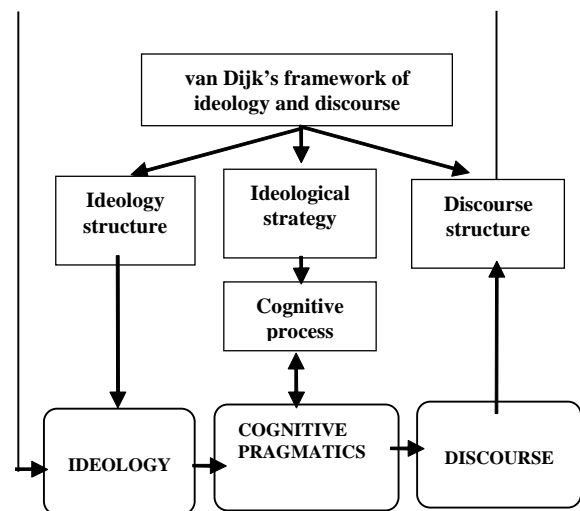 van Dijk's framework of
ideology and discourse
Ideology
structure
Ideological
strategy
Discourse
structure
Cognitive
process
IDEOLOGY
COGNITIVE
PRAGMATICS
DISCOURSE